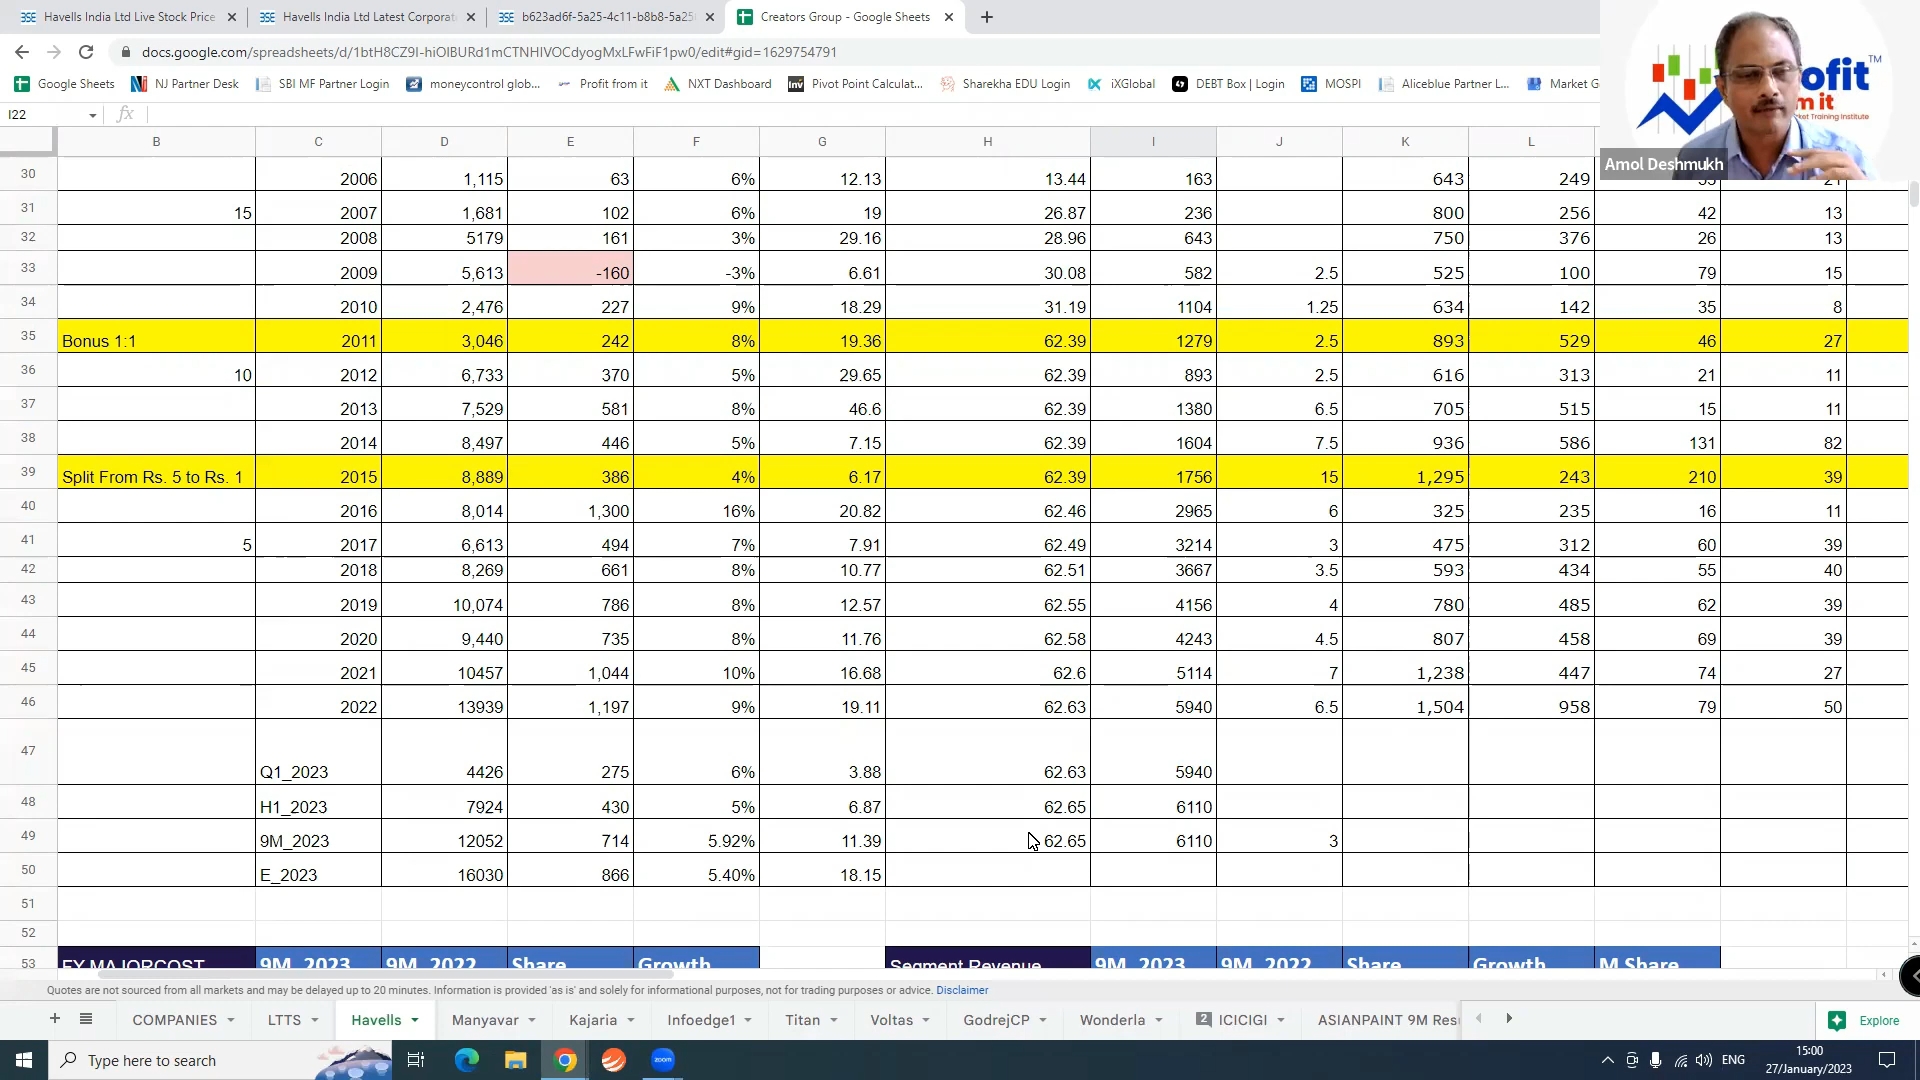 Havells India Ltd Live Stock Price
Havells India Ltd Latest Corporat
b623ad6f-5a25-4c11-b8b8-5a25
Creators Group - Google Sheets
docs.google.com/spreadsheets/d/1btH8CZ9I-hiOlBURd1mCTNHIVOCdyogMxLFwFiF1pw0/edit#gid=1629754791
Google Sheets NJ Partner Desk SBI MF Partner Login moneycontrol glob... Profit from it NXT Dashboard Pivot Point Calculat... Sharekha EDU Login iXGlobal DEBT Box | Login MOSPI Aliceblue Partner L... Market G
ofit TM
m it
ket Training Institute
Amol Deshmukh
I22 fx
B C D E F G H I J K L
30 2006 1,115 63 6% 12.13 13.44 163 643 249
31 15 2007 1,681 102 6% 19 26.87 236 800 256 42 13
32 2008 5179 161 3% 29.16 28.96 643 750 376 26 13
33 2009 5,613 -160 -3% 6.61 30.08 582 2.5 525 100 79 15
34 2010 2,476 227 9% 18.29 31.19 1104 1.25 634 142 35 8
35 Bonus 1:1 2011 3,046 242 8% 19.36 62.39 1279 2.5 893 529 46 27
36 10 2012 6,733 370 5% 29.65 62.39 893 2.5 616 313 21 11
37 2013 7,529 581 8% 46.6 62.39 1380 6.5 705 515 15 11
38 2014 8,497 446 5% 7.15 62.39 1604 7.5 936 586 131 82
39 Split From Rs. 5 to Rs. 1 2015 8,889 386 4% 6.17 62.39 1756 15 1,295 243 210 39
40 2016 8,014 1,300 16% 20.82 62.46 2965 6 325 235 16 11
41 5 2017 6,613 494 7% 7.91 62.49 3214 3 475 312 60 39
42 2018 8,269 661 8% 10.77 62.51 3667 3.5 593 434 55 40
43 2019 10,074 786 8% 12.57 62.55 4156 4 780 485 62 39
44 2020 9,440 735 8% 11.76 62.58 4243 4.5 807 458 69 39
45 2021 10457 1,044 10% 16.68 62.6 5114 7 1,238 447 74 27
46 2022 13939 1,197 9% 19.11 62.63 5940 6.5 1,504 958 79 50
47 Q1_2023 4426 275 6% 3.88 62.63 5940
48 H1_2023 7924 430 5% 6.87 62.65 6110
49 9M_2023 12052 714 5.92% 11.39 62.65 6110 3
50 E_2023 16030 866 5.40% 18.15
51
52
53 FY MAJORCOST 9M_2023 9M_2022 Share Growth Segment Revenue 9M_2023 9M_2022 Share Growth M Share
Quotes are not sourced from all markets and may be delayed up to 20 minutes. Information is provided 'as is' and solely for informational purposes, not for trading purposes or advice. Disclaimer
COMPANIES LTTS Havells Manyavar Kajaria Infoedge1 Titan Voltas GodrejCP Wonderla 2 ICICIGI ASIANPAINT 9M Res Explore
Type here to search
zoom
ENG
15:00
27/January/2023